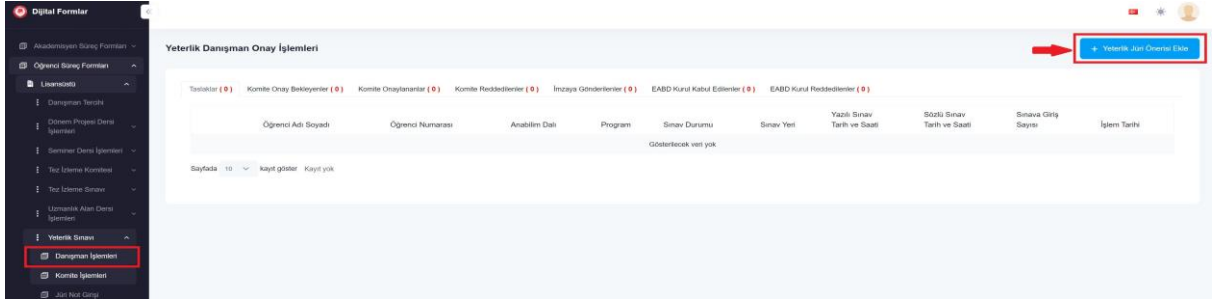 Dijital Formlar
Akademisyen Süreç Formları
Öğrenci Süreç Formları
Lisansüstü
Danışman Tercihi
Dönem Projesi Dersi
İşlemleri
Seminer Dersi İşlemleri
Tez İzleme Komitesi
Tez İzleme Sınavı
Uzmanlık Alan Dersi
İşlemleri
Yeterlik Sınavı
Danışman İşlemleri
Komite İşlemleri
Jüri Not Girişi
Yeterlik Danışman Onay İşlemleri
+ Yeterlik Jüri Önerisi Ekle
Taslaklar ( 0 ) Komite Onay Bekleyenler ( 0 ) Komite Onaylananlar ( 0 ) Komite Reddedilenler ( 0 ) İmzaya Gönderilenler ( 0 ) EABD Kurul Kabul Edilenler ( 0 ) EABD Kurul Reddedilenler ( 0 )
Öğrenci Adı Soyadı Öğrenci Numarası Anabilim Dalı Program Sınav Durumu Sınav Yeri Yazılı Sınav Tarih ve Saati Sözlü Sınav Tarih ve Saati Sınava Giriş Sayısı İşlem Tarihi
Gösterilecek veri yok
Sayfada 10 kayıt göster Kayıt yok